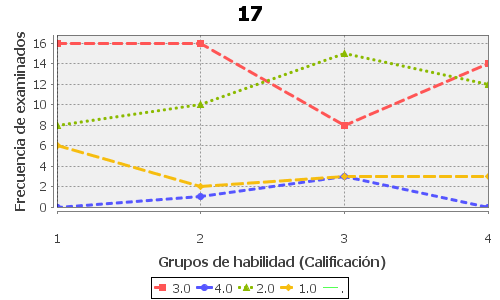 17
Frecuencia de examinados
16
14
12
10
8
6
4
2
0
1 2 3 4
Grupos de habilidad (Calificación)
3.0 4.0 2.0 1.0 .